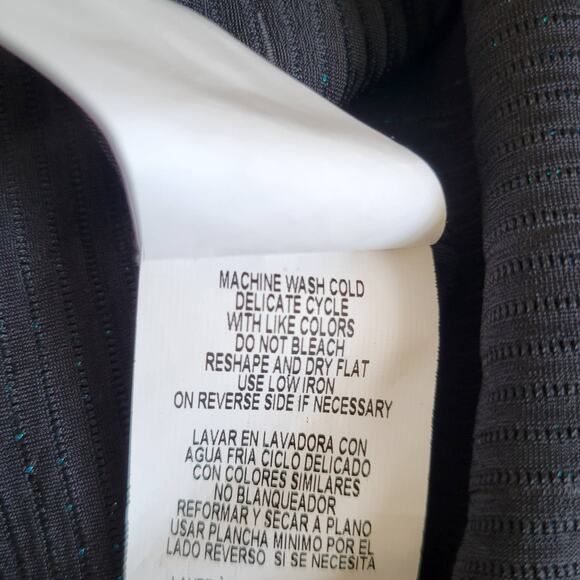 MACHINE WASH COLD
DELICATE CYCLE
WITH LIKE COLORS
DO NOT BLEACH
RESHAPE AND DRY FLAT
USE LOW IRON
ON REVERSE SIDE IF NECESSARY
LAVAR EN LAVADORA CON
AGUA FRIA CICLO DELICADO
CON COLORES SIMILARES
NO BLANQUEADOR
REFORMAR Y SECAR A PLANO
USAR PLANCHA MINIMO POR EL
LADO REVERSO SI SE NECESITA